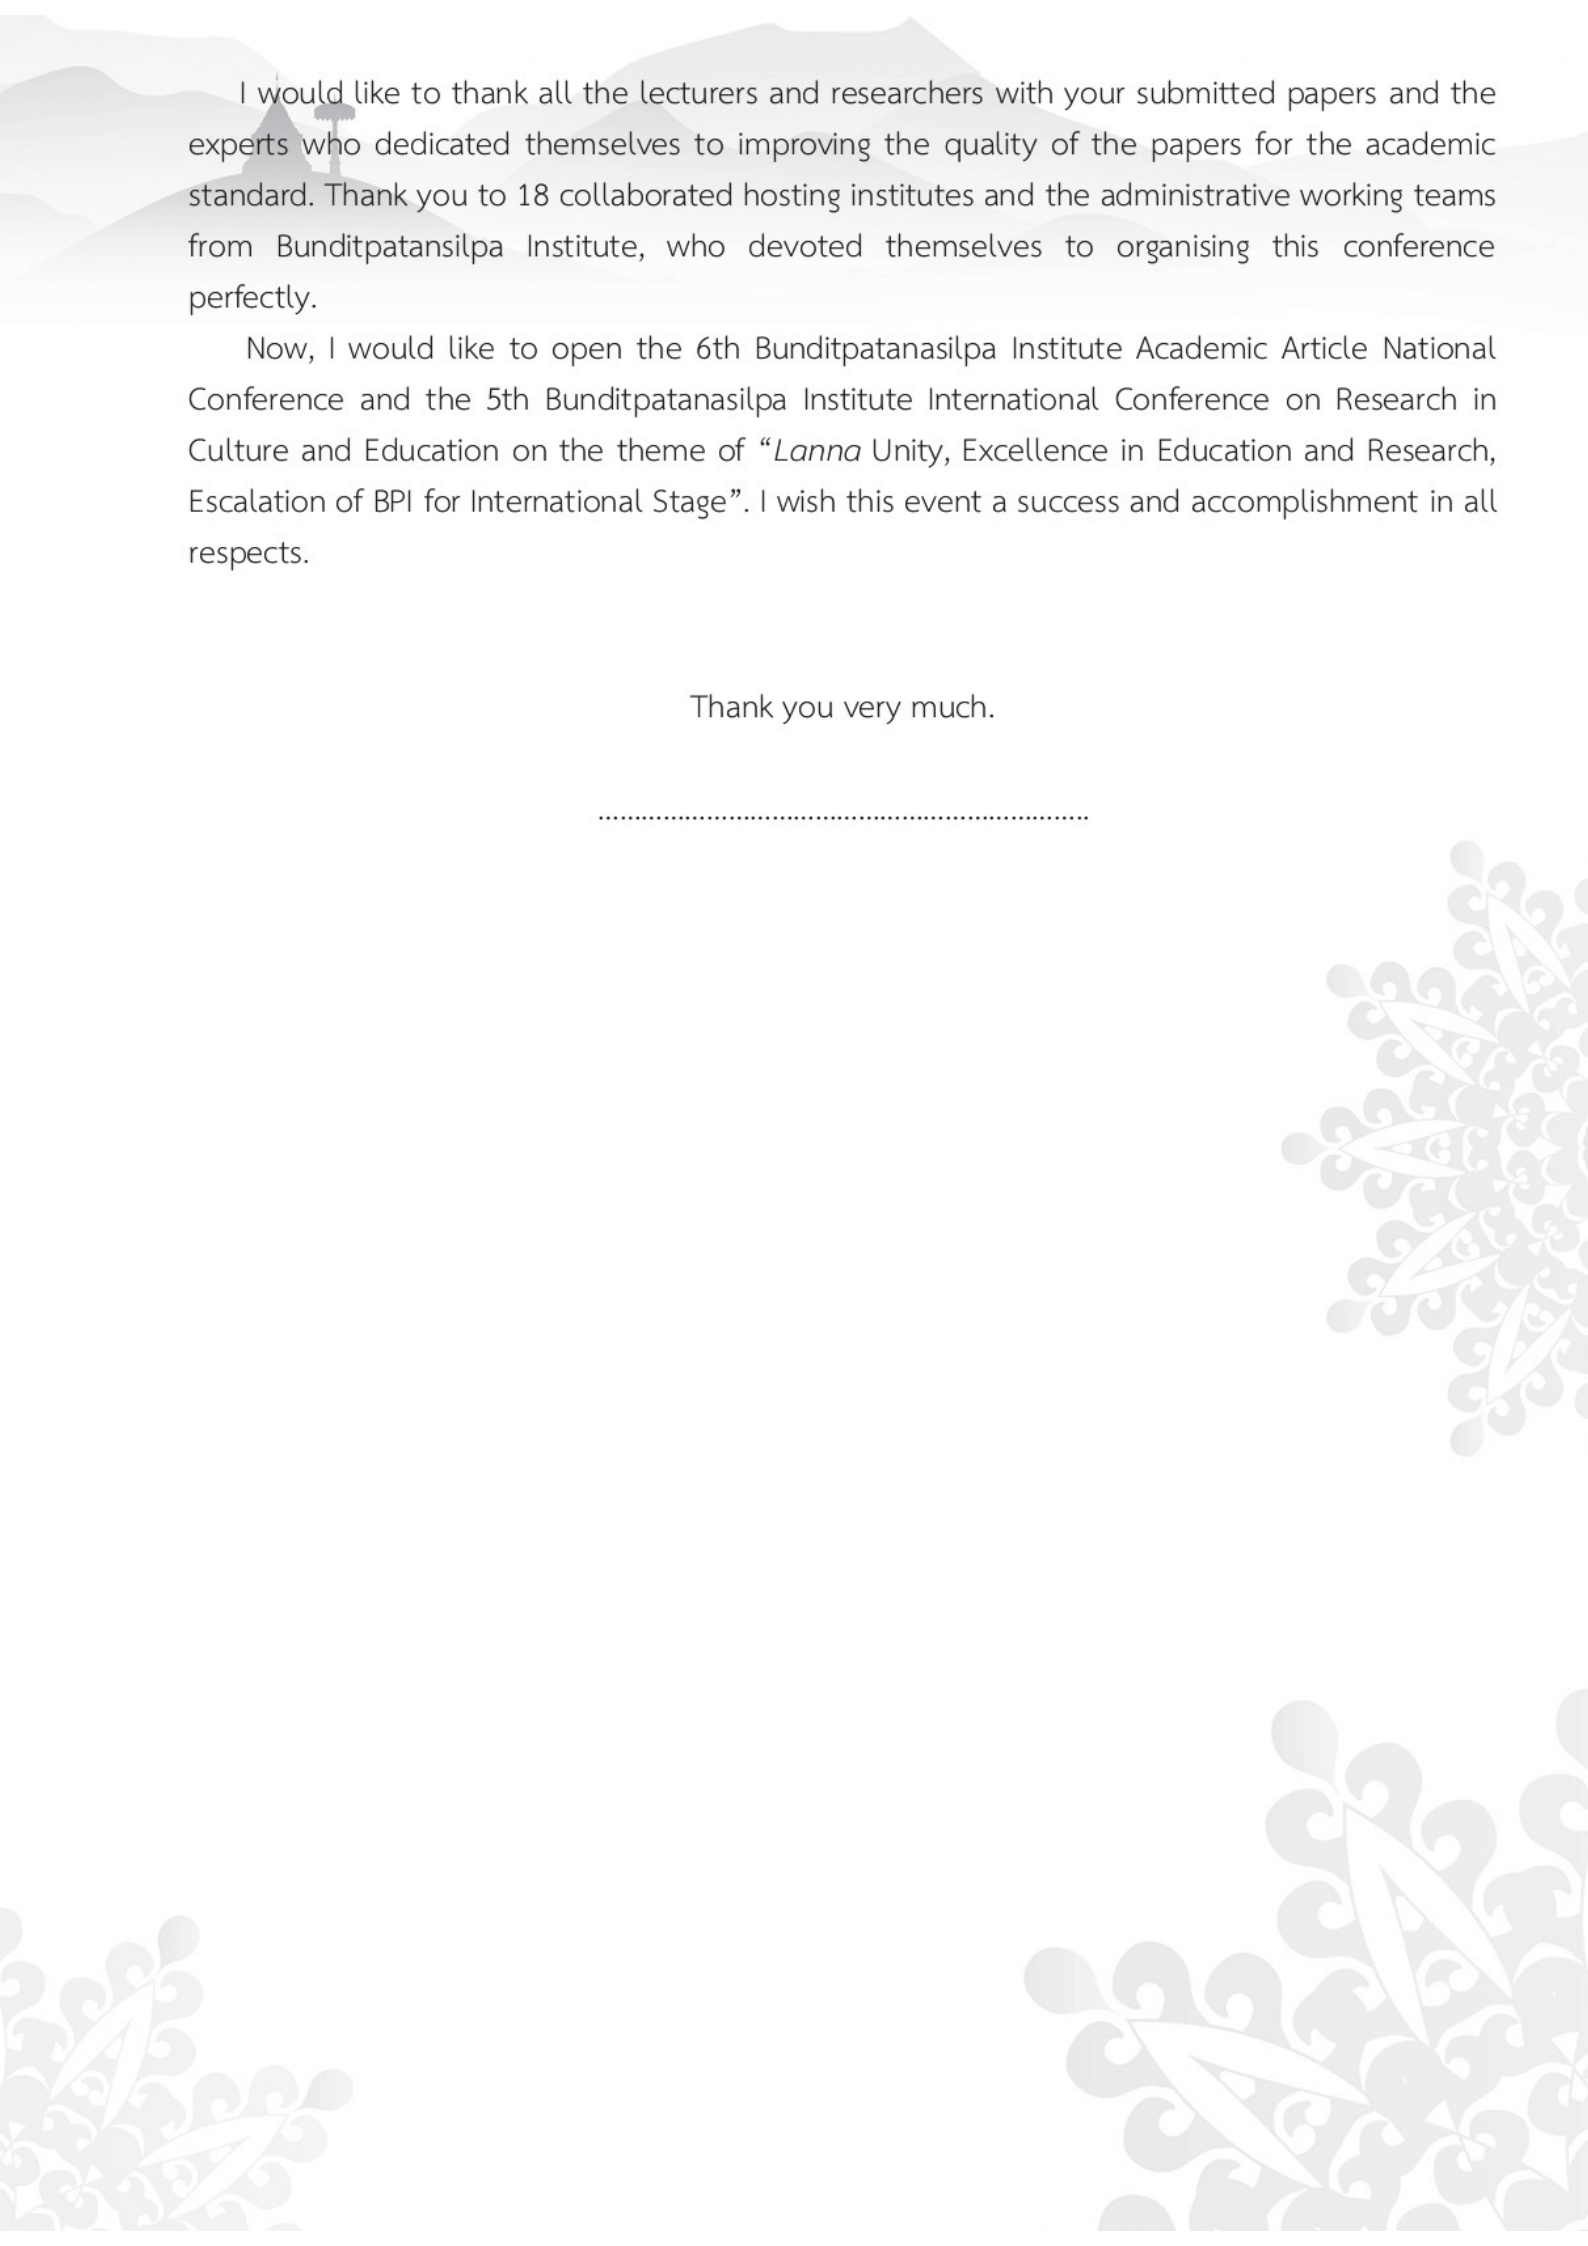 I would like to thank all the lecturers and researchers with your submitted papers and the
experts who dedicated themselves to improving the quality of the papers for the academic
standard. Thank you to 18 collaborated hosting institutes and the administrative working teams
from Bunditpatansilpa Institute, who devoted themselves to organising this conference
perfectly.
Now, I would like to open the 6th Bunditpatanasilpa Institute Academic Article National
Conference and the 5th Bunditpatanasilpa Institute International Conference on Research in
Culture and Education on the theme of “Lanna Unity, Excellence in Education and Research,
Escalation of BPI for International Stage”. I wish this event a success and accomplishment in all
respects.
Thank you very much.
....................................................................